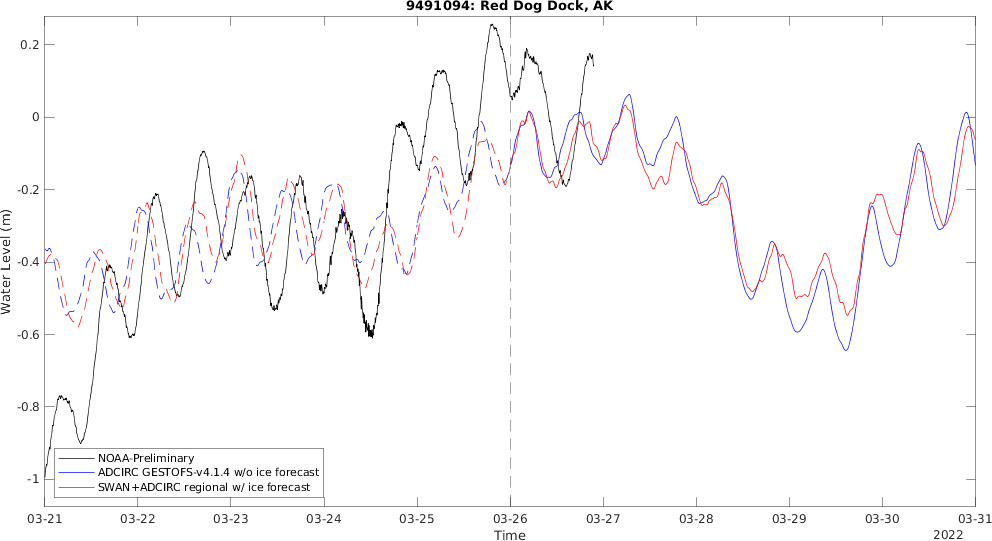 9491094: Red Dog Dock, AK
Water Level (m)
0.2
0
-0.2
-0.4
-0.6
-0.8
-1
NOAA-Preliminary
ADCIRC GESTOFS-v4.1.4 w/o ice forecast
SWAN+ADCIRC regional w/ ice forecast
03-21 03-22 03-23 03-24 03-25 03-26 03-27 03-28 03-29 03-30 03-31
Time
2022